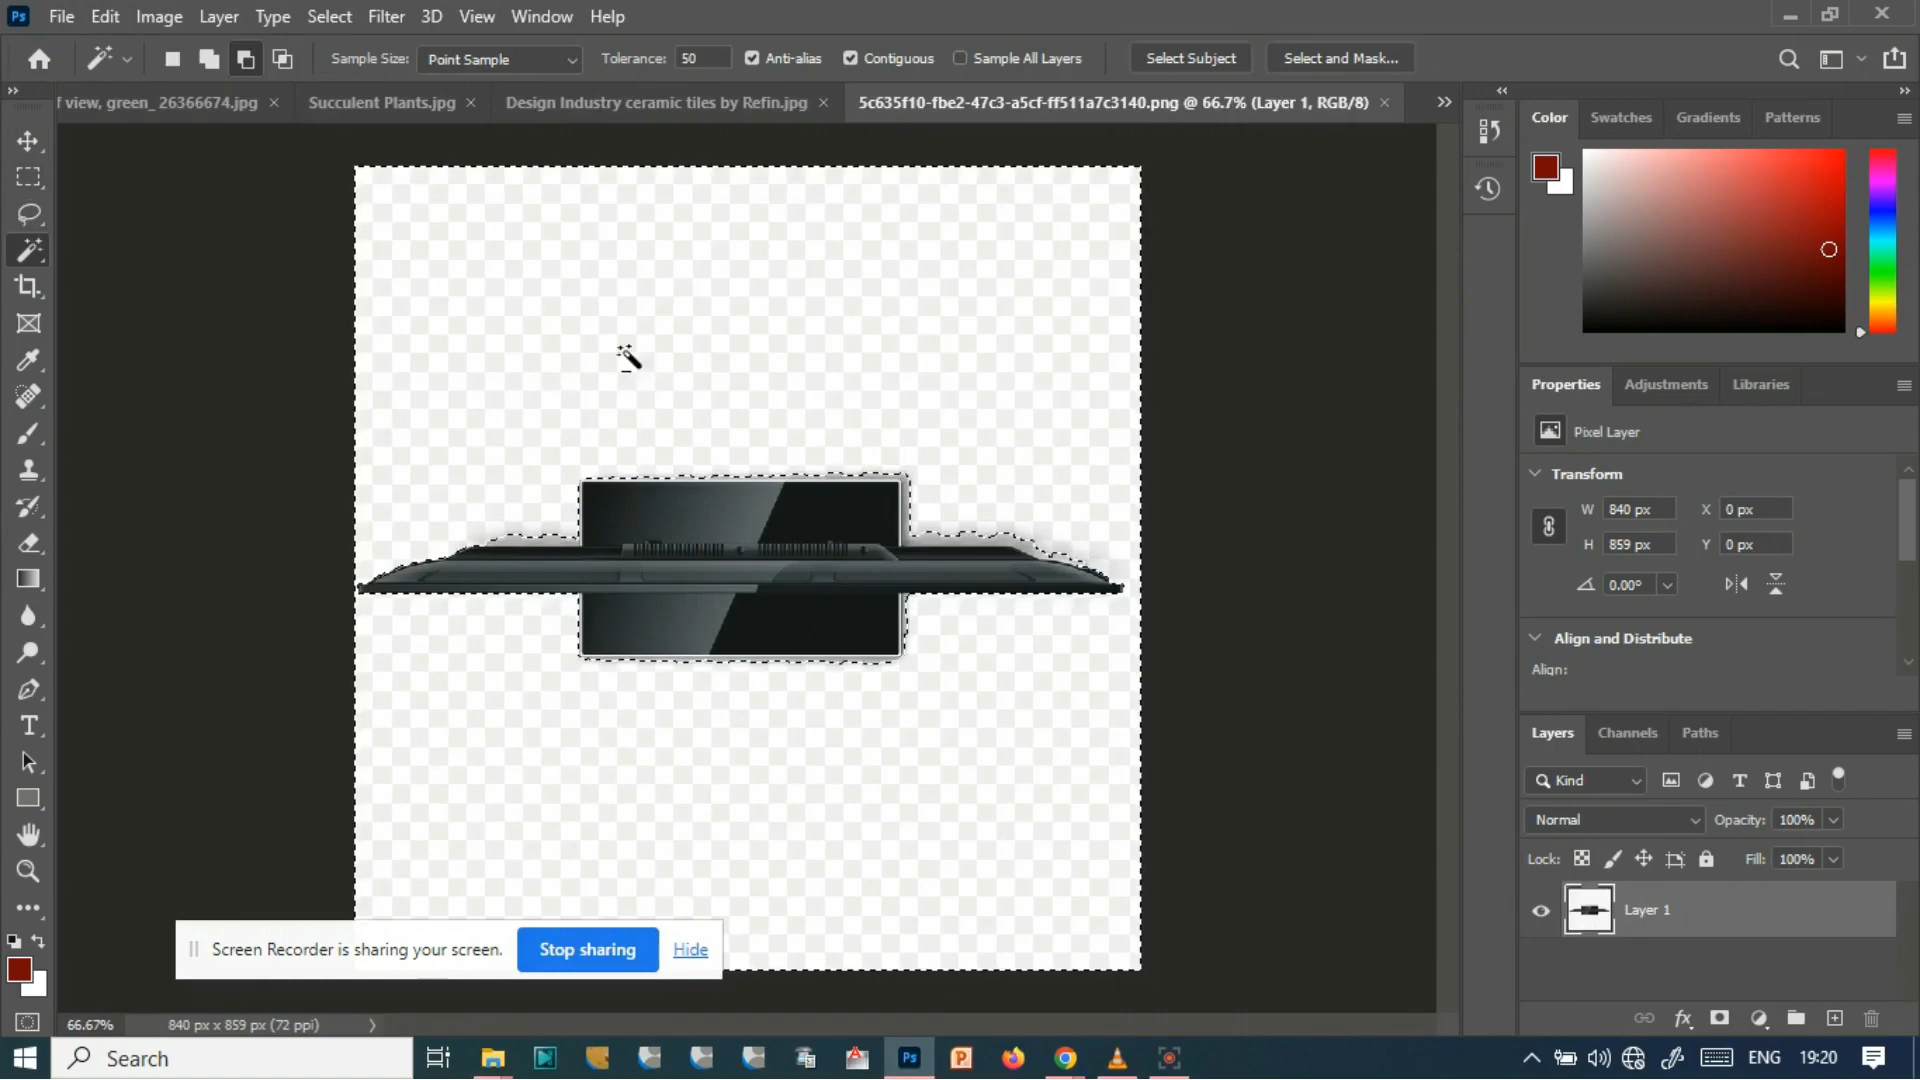 Ps File Edit Image Layer Type Select Filter 3D View Window Help
Sample Size: Point Sample Tolerance: 50 Anti-alias Contiguous Sample All Layers Select Subject Select and Mask...
f view, green_ 26366674.jpg × Succulent Plants.jpg × Design Industry ceramic tiles by Refin.jpg × 5c635f10-fbe2-47c3-a5cf-ff511a7c3140.png @ 66.7% (Layer 1, RGB/8) ×
Color Swatches Gradients Patterns
Properties Adjustments Libraries
Pixel Layer
Transform
W 840 px X 0 px
H 859 px Y 0 px
0.00°
Align and Distribute
Align:
Layers Channels Paths
Kind
Normal Opacity: 100%
Lock: Fill: 100%
Layer 1
Screen Recorder is sharing your screen. Stop sharing Hide
66.67% 840 px x 859 px (72 ppi)
Search Ps P ENG 19:20